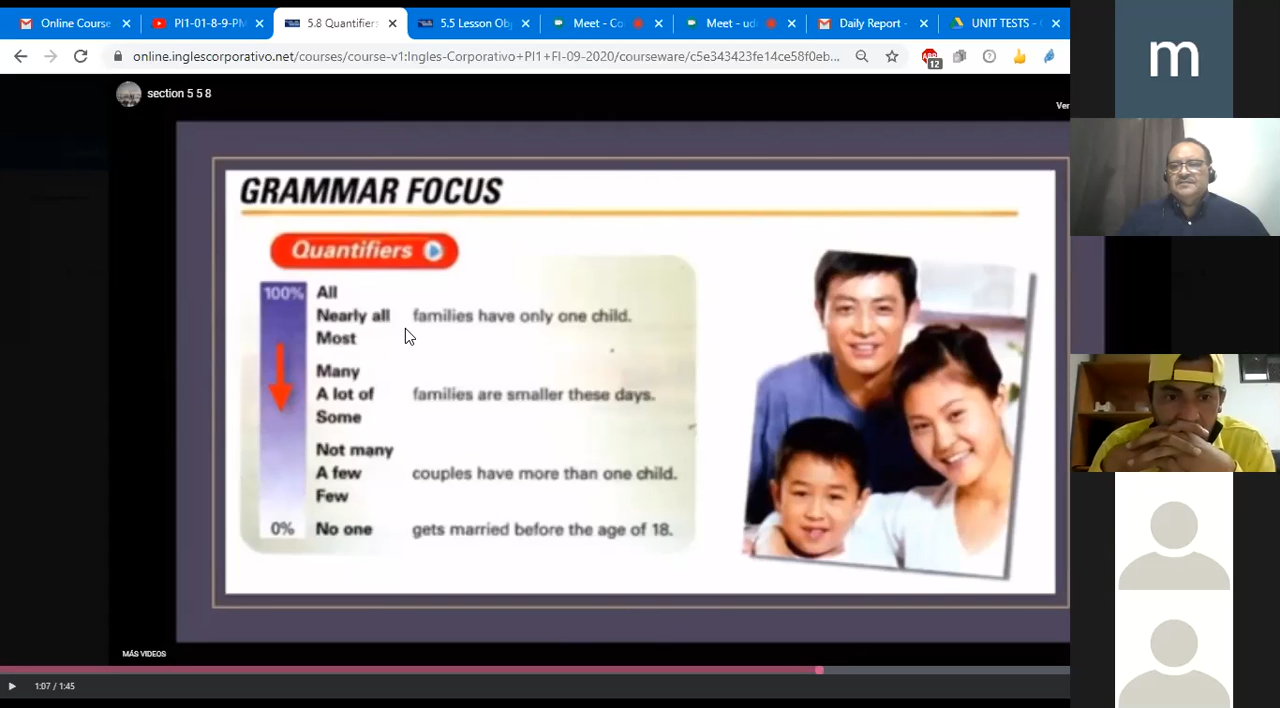 Online Course
PI1-01-8-9-PM
5.8 Quantifiers
5.5 Lesson Obj
Meet - Co
Meet - ud
Daily Report -
UNIT TESTS -
online.inglescorporativo.net/courses/course-v1:Ingles-Corporativo+PI1+FI-09-2020/courseware/c5e343423fe14ce58f0eb...
12
section 5 5 8
Ver
m
GRAMMAR FOCUS
Quantifiers
100% All
Nearly all families have only one child.
Most
Many
A lot of families are smaller these days.
Some
Not many
A few couples have more than one child.
Few
0% No one gets married before the age of 18.
MÁS VIDEOS
1:07 / 1:45